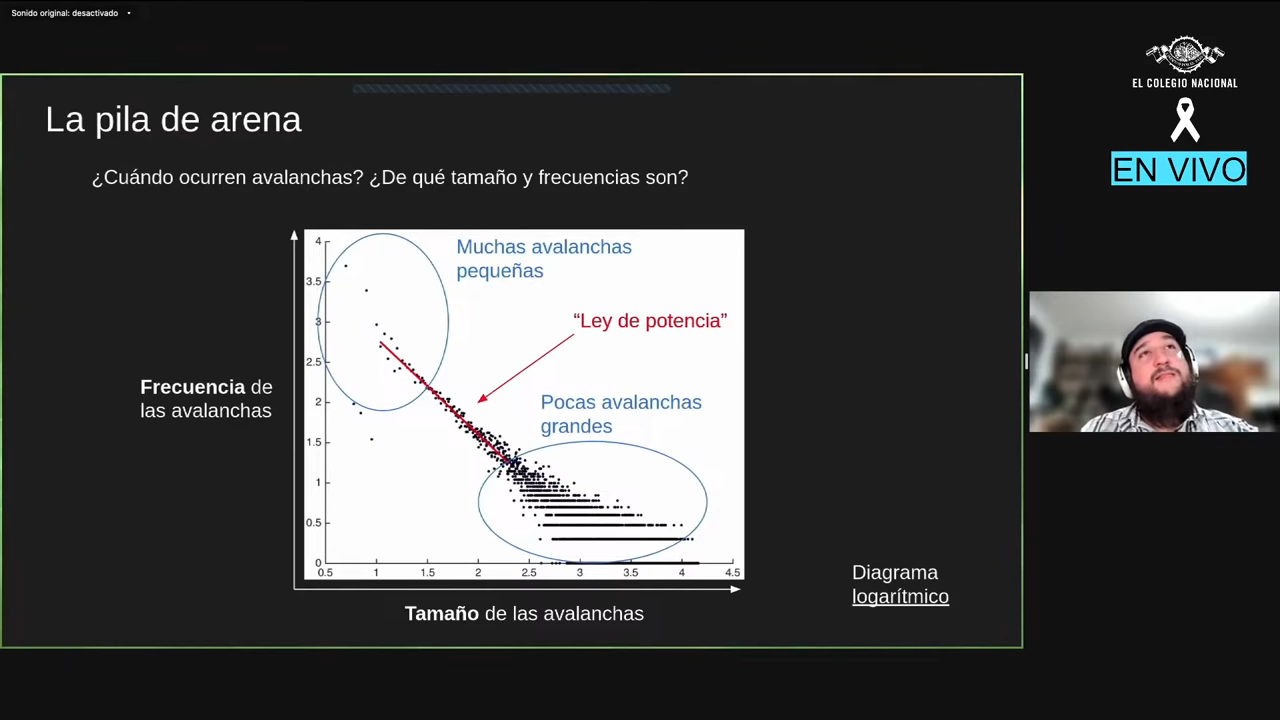 Sonido original: desactivado
EL COLEGIO NACIONAL
EN VIVO
La pila de arena
¿Cuándo ocurren avalanchas? ¿De qué tamaño y frecuencias son?
Muchas avalanchas
pequeñas
“Ley de potencia”
Pocas avalanchas
grandes
Frecuencia de
las avalanchas
4
3.5
3
2.5
2
1.5
1
0.5
0
0.5 1 1.5 2 2.5 3 3.5 4 4.5
Tamaño de las avalanchas
Diagrama
logarítmico